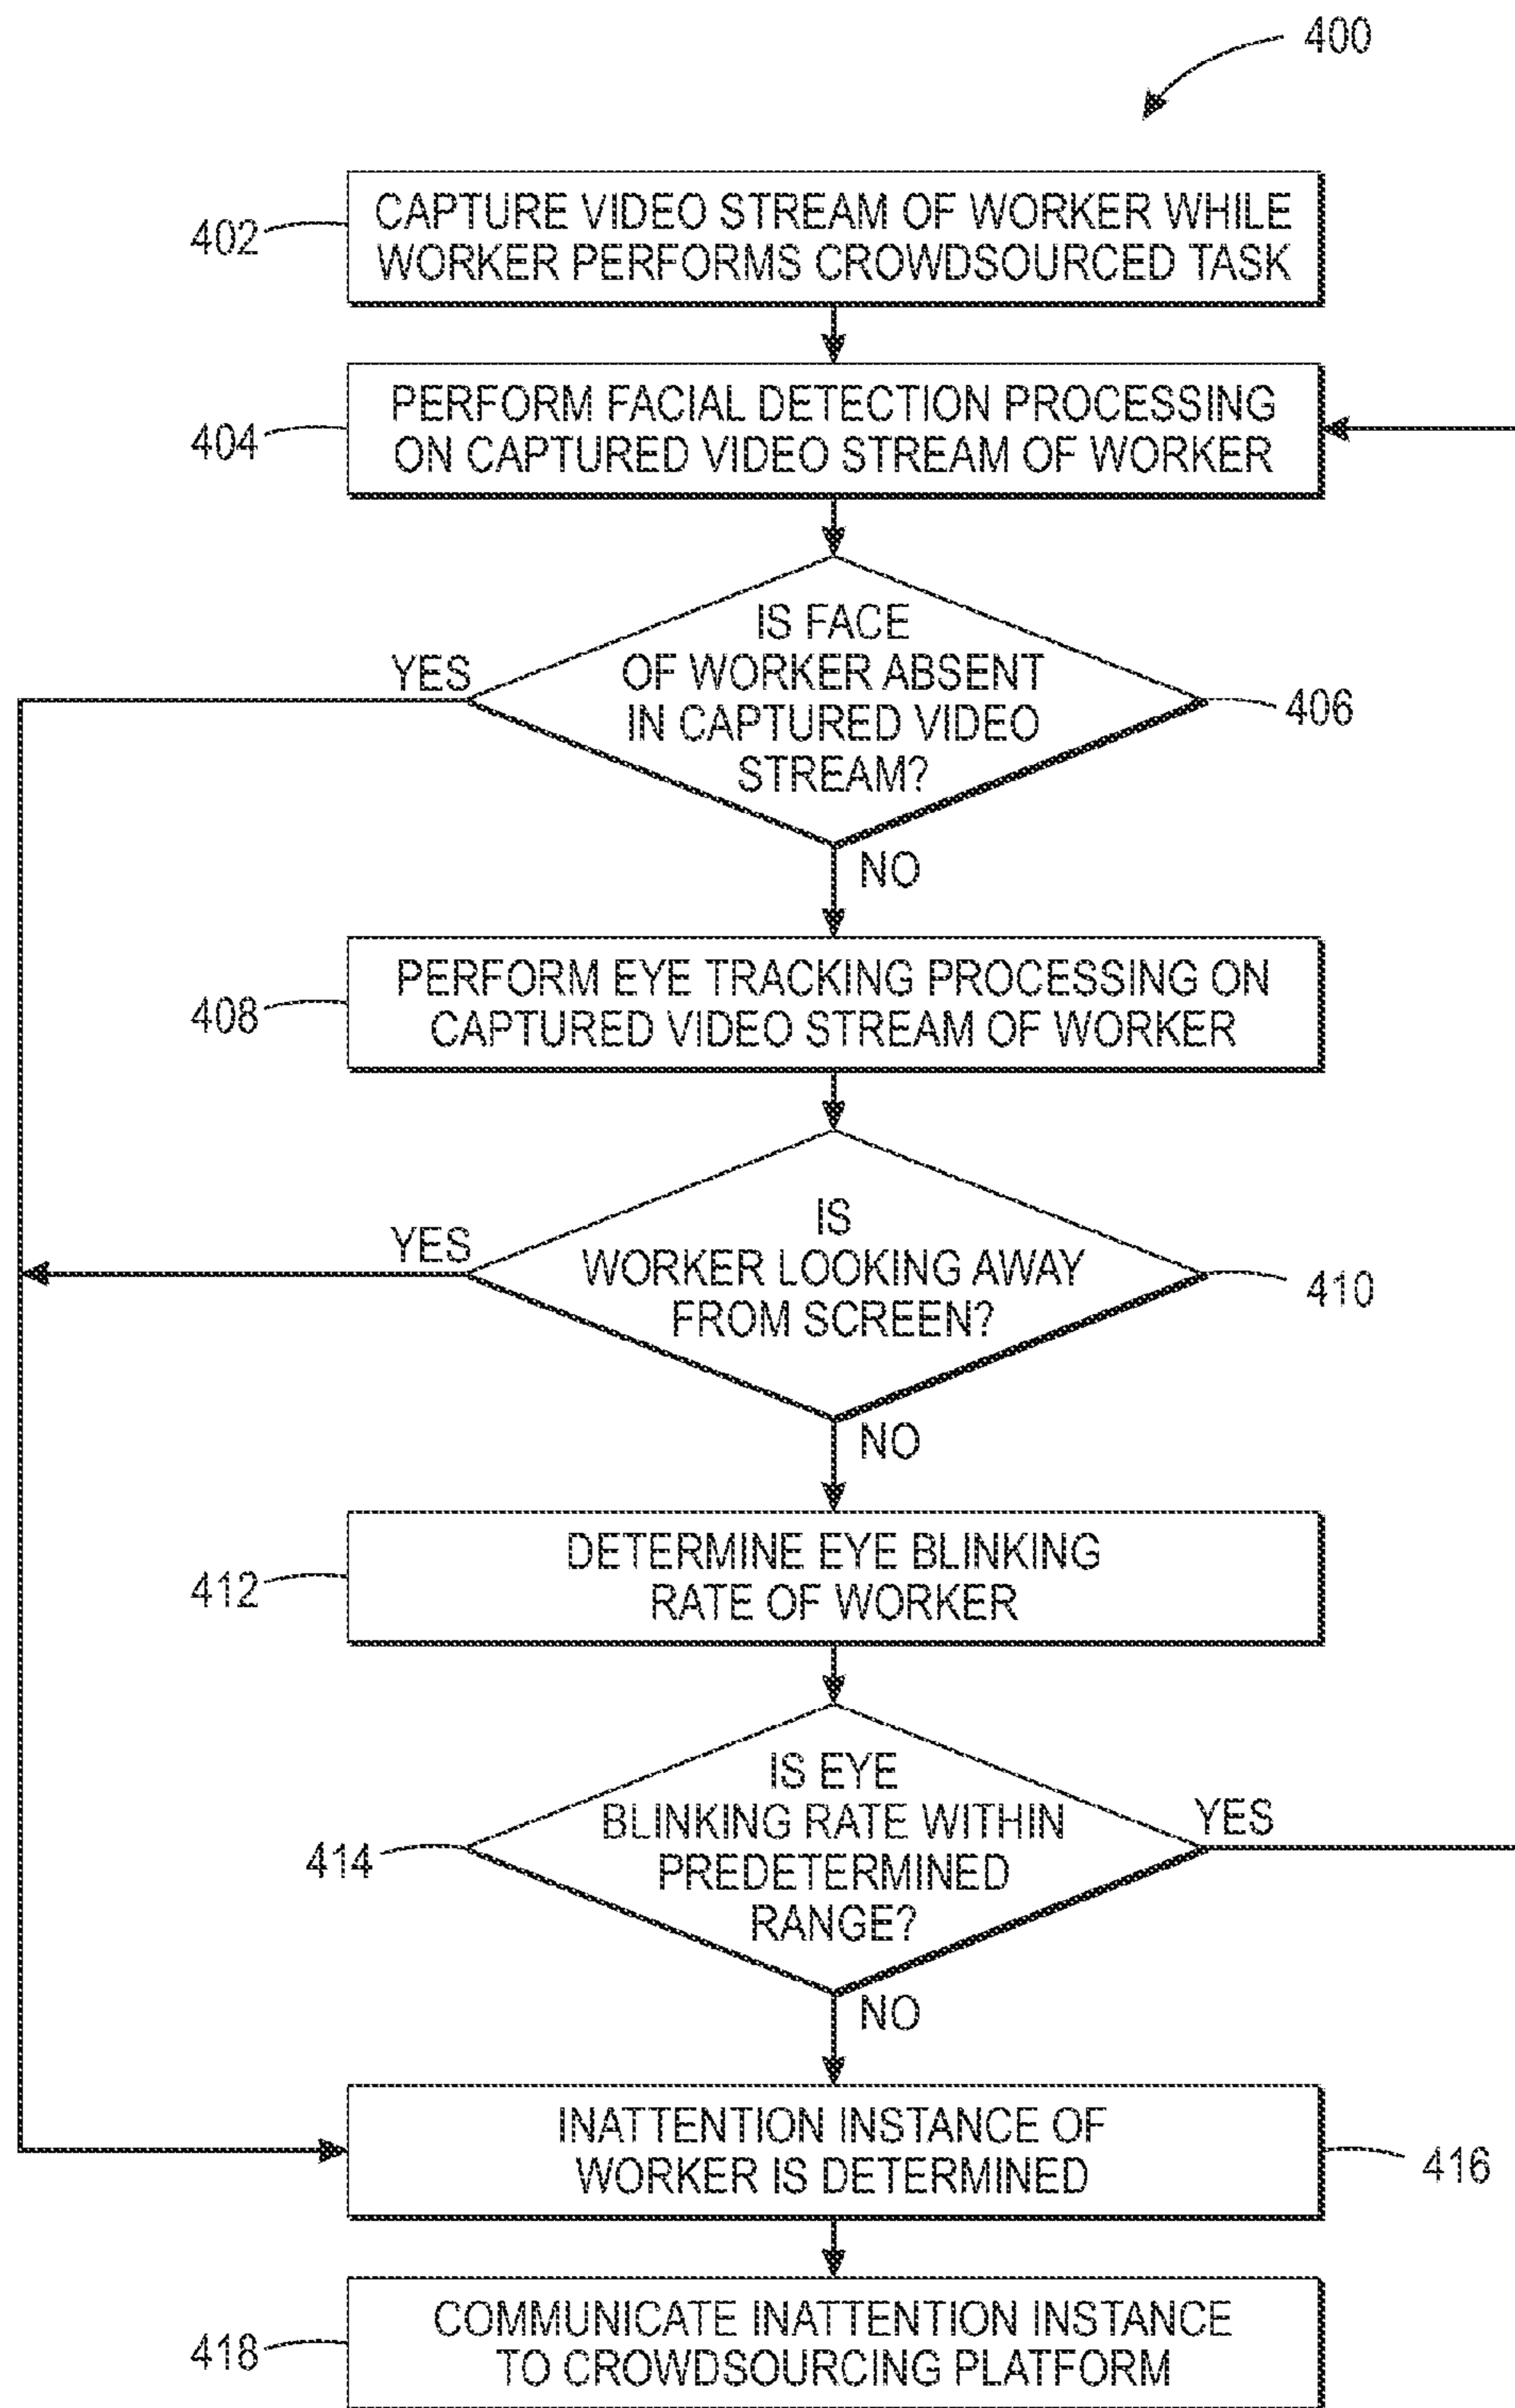 400
402
CAPTURE VIDEO STREAM OF WORKER WHILE
WORKER PERFORMS CROWDSOURCED TASK
404
PERFORM FACIAL DETECTION PROCESSING
ON CAPTURED VIDEO STREAM OF WORKER
IS FACE
OF WORKER ABSENT
IN CAPTURED VIDEO
STREAM?
YES
406
NO
408
PERFORM EYE TRACKING PROCESSING ON
CAPTURED VIDEO STREAM OF WORKER
IS
WORKER LOOKING AWAY
FROM SCREEN?
YES
410
NO
412
DETERMINE EYE BLINKING
RATE OF WORKER
414
IS EYE
BLINKING RATE WITHIN
PREDETERMINED
RANGE?
YES
NO
INATTENTION INSTANCE OF
WORKER IS DETERMINED
416
418
COMMUNICATE INATTENTION INSTANCE
TO CROWDSOURCING PLATFORM